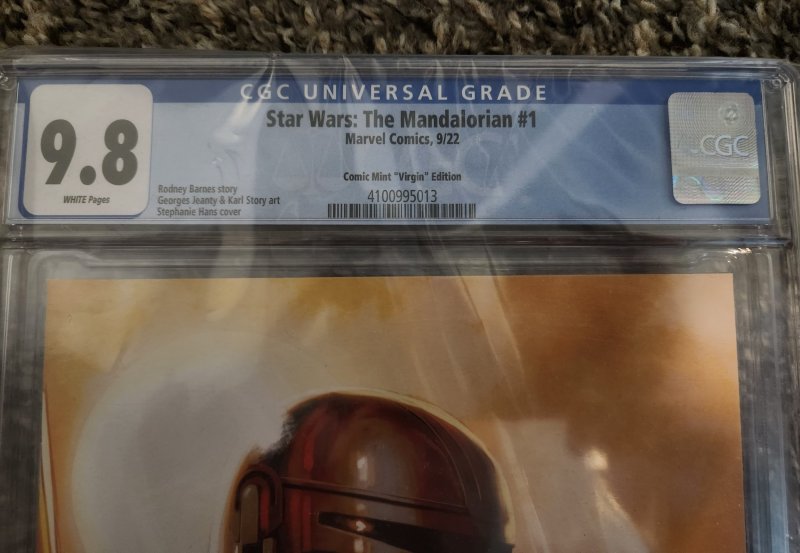 CGC UNIVERSAL GRADE
9.8
WHITE Pages
Star Wars: The Mandalorian #1
Marvel Comics, 9/22
Comic Mint "Virgin" Edition
4100995013
Rodney Barnes story
Georges Jeanty & Karl Story art
Stephanie Hans cover
CGC